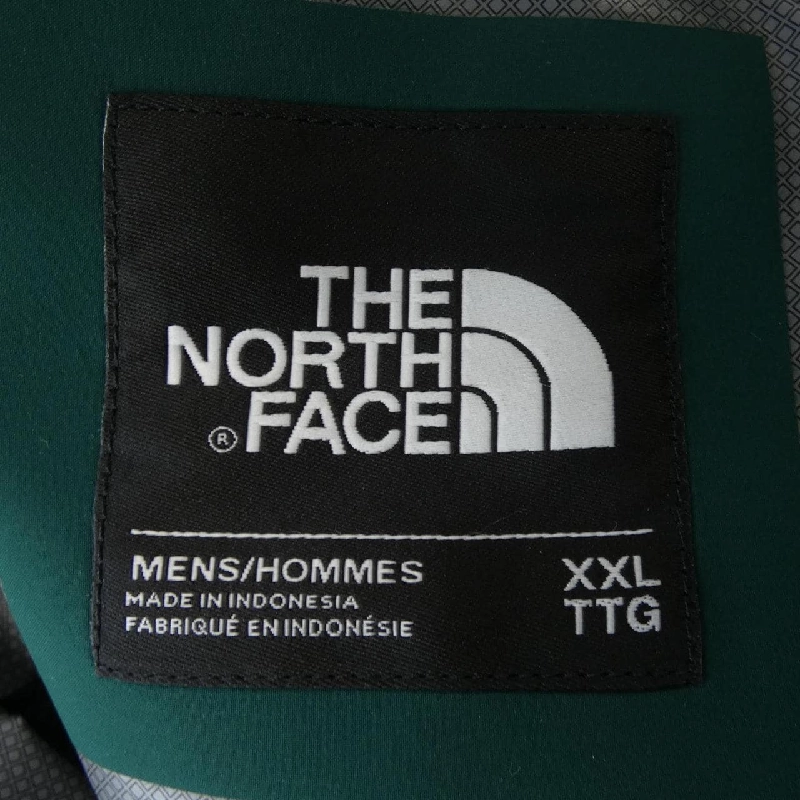 THE
NORTH
® FACE
MENS/HOMMES
XXL
MADE IN INDONESIA
TTG
FABRIQUÉ EN INDONÉSIE